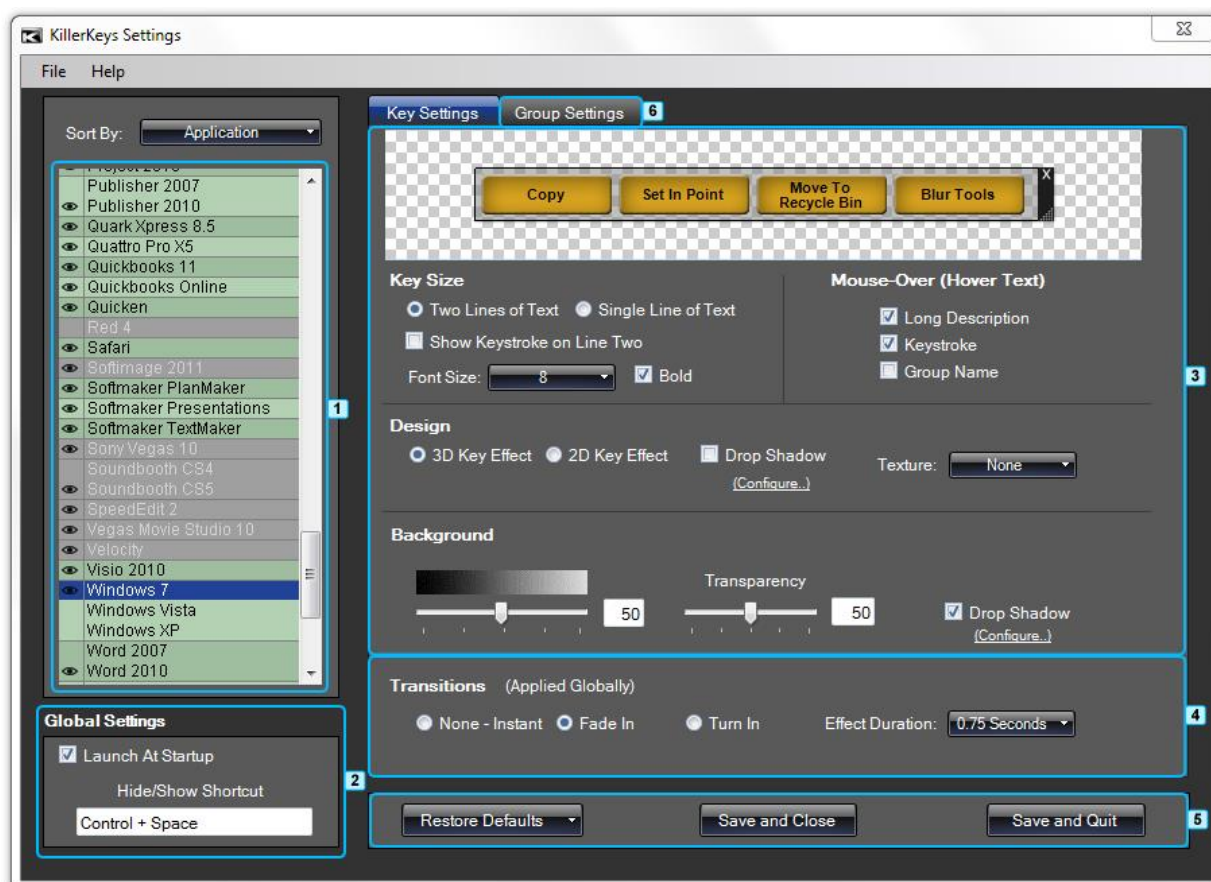 KillerKeys Settings
File Help
Sort By: Application
Project 2010
Publisher 2007
Publisher 2010
Quark Xpress 8.5
Quattro Pro X5
Quickbooks 11
Quickbooks Online
Quicken
Red 4
Safari
Softimage 2011
Softmaker PlanMaker
Softmaker Presentations
Softmaker TextMaker
Sony Vegas 10
Soundbooth CS4
Soundbooth CS5
SpeedEdit 2
Vegas Movie Studio 10
Velocity
Visio 2010
Windows 7
Windows Vista
Windows XP
Word 2007
Word 2010
1
Global Settings
Launch At Startup
Hide/Show Shortcut
Control + Space
2
Key Settings Group Settings 6
Copy Set In Point Move To Recycle Bin Blur Tools X
Key Size
Two Lines of Text Single Line of Text
Show Keystroke on Line Two
Font Size: 8 Bold
Mouse-Over (Hover Text)
Long Description
Keystroke
Group Name
3
Design
3D Key Effect 2D Key Effect Drop Shadow Texture: None
(Configure..)
Background
Transparency
50 50 Drop Shadow
(Configure..)
Transitions (Applied Globally)
None - Instant Fade In Turn In Effect Duration: 0.75 Seconds
4
Restore Defaults Save and Close Save and Quit
5